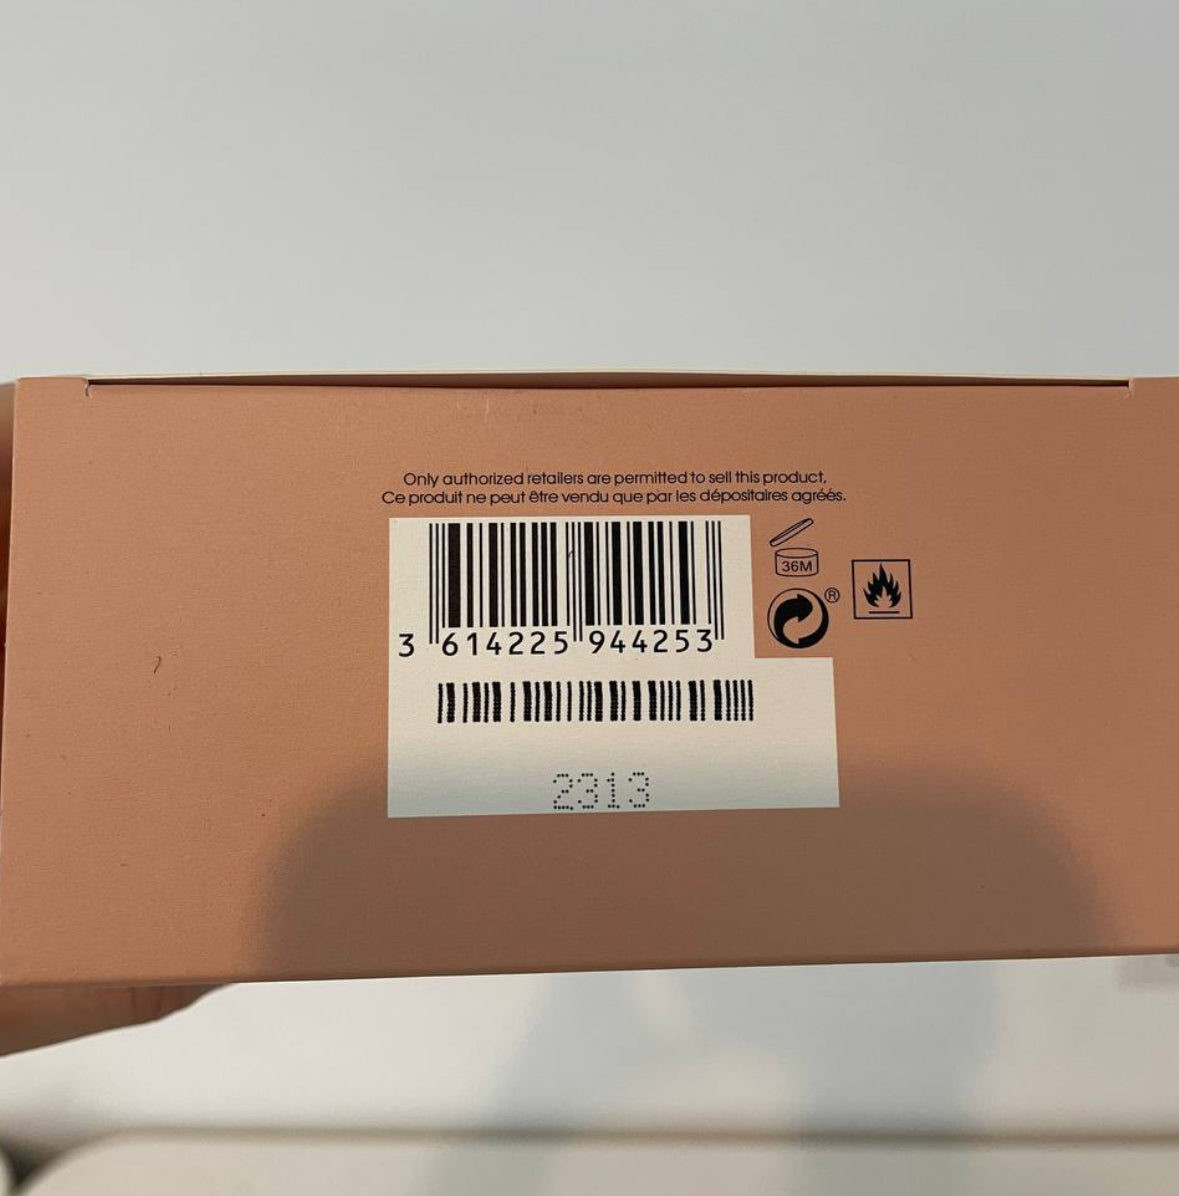 Only authorized retailers are permitted to sell this product,
Ce produit ne peut être vendu que par les dépositaires agréés.
36M
®
3 614225 944253
2313